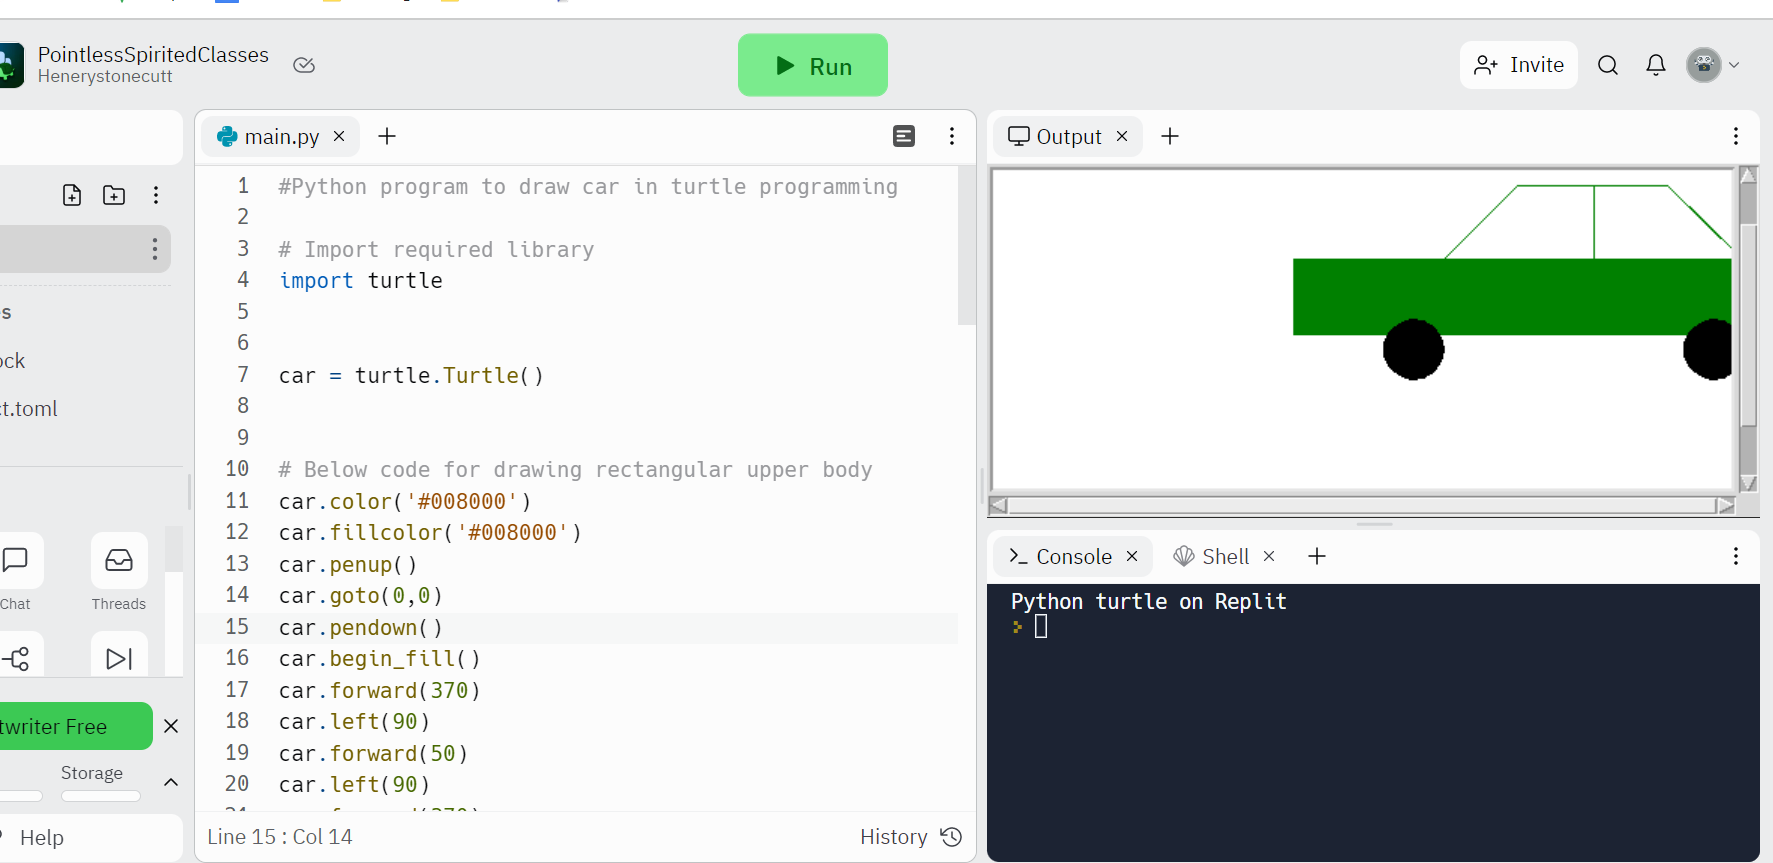 PointlessSpiritedClasses
Henerystonecutt
Run
Invite
main.py
1 #Python program to draw car in turtle programming
2
3 # Import required library
4 import turtle
5
6
7 car = turtle.Turtle()
8
9
10 # Below code for drawing rectangular upper body
11 car.color('#008000')
12 car.fillcolor('#008000')
13 car.penup()
14 car.goto(0,0)
15 car.pendown()
16 car.begin_fill()
17 car.forward(370)
18 car.left(90)
19 car.forward(50)
20 car.left(90)
Line 15 : Col 14
History
s
ock
t.toml
Chat
Threads
twriter Free
Storage
Help
Output
Console
Shell
Python turtle on Replit